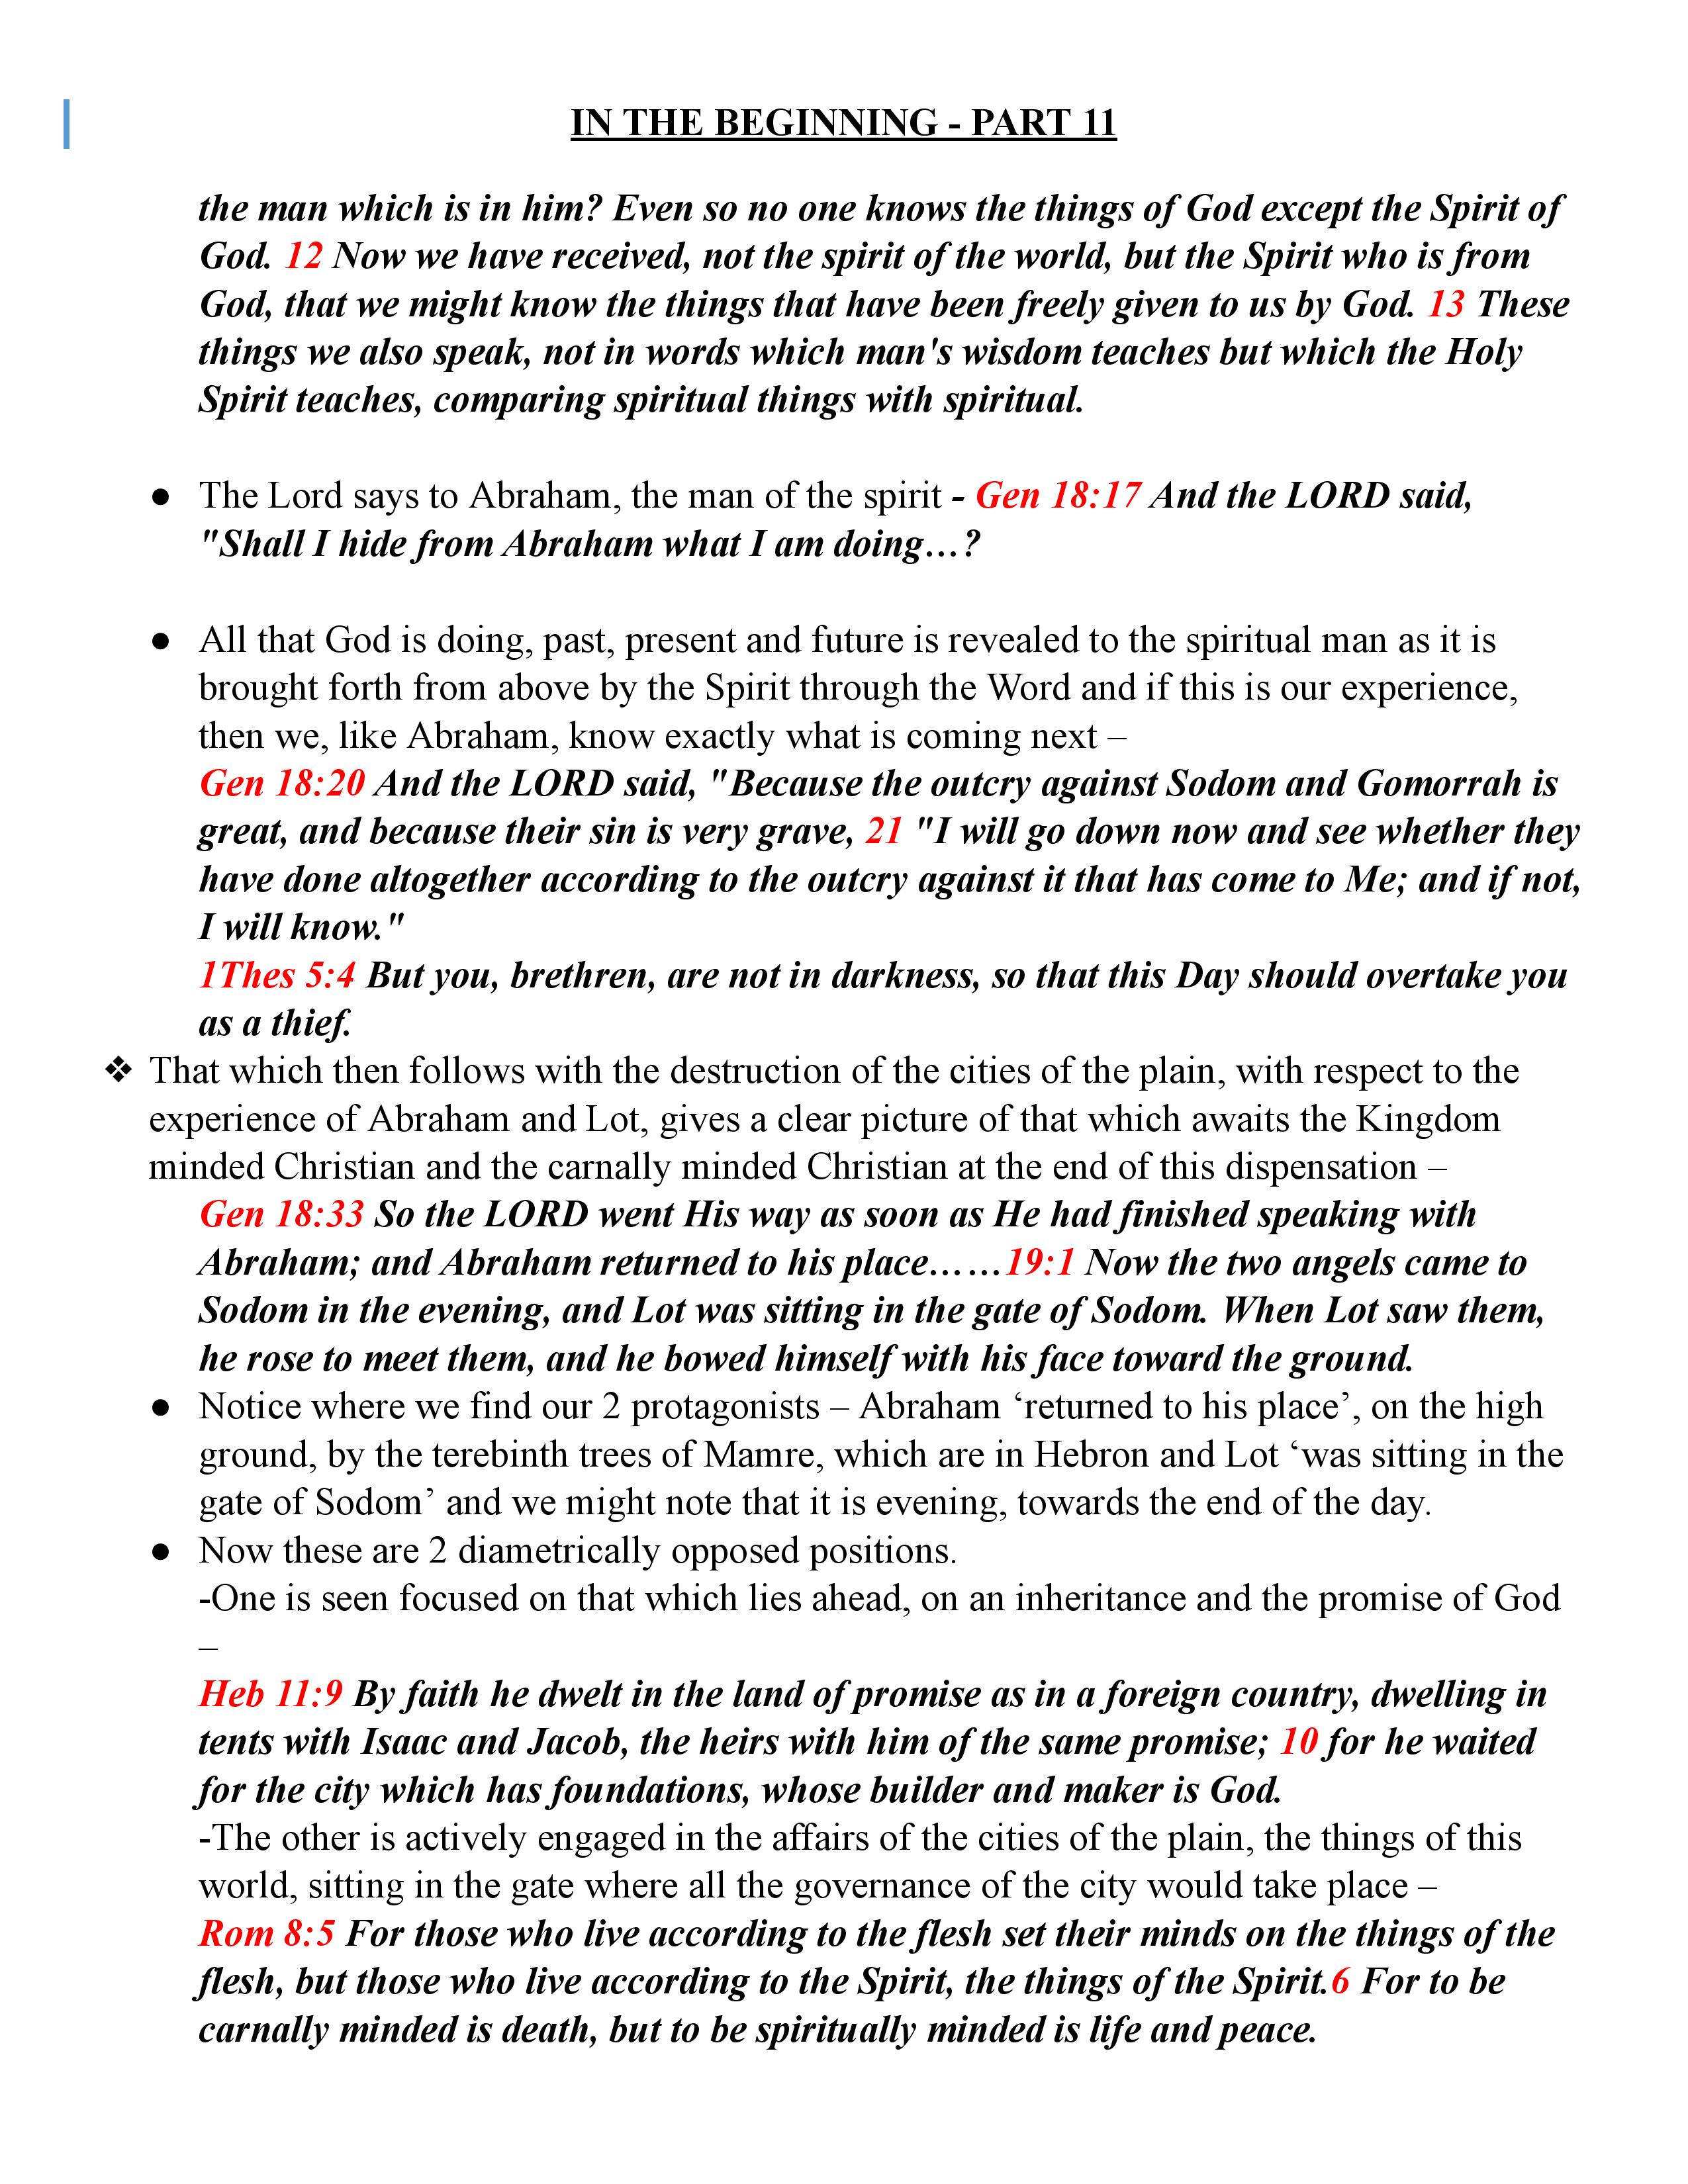 IN THE BEGINNING - PART 11
the man which is in him? Even so no one knows the things of God except the Spirit of
God. 12 Now we have received, not the spirit of the world, but the Spirit who is from
God, that we might know the things that have been freely given to us by God. 13 These
things we also speak, not in words which man's wisdom teaches but which the Holy
Spirit teaches, comparing spiritual things with spiritual.
● The Lord says to Abraham, the man of the spirit - Gen 18:17 And the LORD said,
"Shall I hide from Abraham what I am doing…?
● All that God is doing, past, present and future is revealed to the spiritual man as it is
brought forth from above by the Spirit through the Word and if this is our experience,
then we, like Abraham, know exactly what is coming next –
Gen 18:20 And the LORD said, "Because the outcry against Sodom and Gomorrah is
great, and because their sin is very grave, 21 "I will go down now and see whether they
have done altogether according to the outcry against it that has come to Me; and if not,
I will know."
1Thes 5:4 But you, brethren, are not in darkness, so that this Day should overtake you
as a thief.
❖ That which then follows with the destruction of the cities of the plain, with respect to the
experience of Abraham and Lot, gives a clear picture of that which awaits the Kingdom
minded Christian and the carnally minded Christian at the end of this dispensation –
Gen 18:33 So the LORD went His way as soon as He had finished speaking with
Abraham; and Abraham returned to his place……19:1 Now the two angels came to
Sodom in the evening, and Lot was sitting in the gate of Sodom. When Lot saw them,
he rose to meet them, and he bowed himself with his face toward the ground.
● Notice where we find our 2 protagonists – Abraham ‘returned to his place’, on the high
ground, by the terebinth trees of Mamre, which are in Hebron and Lot ‘was sitting in the
gate of Sodom’ and we might note that it is evening, towards the end of the day.
● Now these are 2 diametrically opposed positions.
-One is seen focused on that which lies ahead, on an inheritance and the promise of God
–
Heb 11:9 By faith he dwelt in the land of promise as in a foreign country, dwelling in
tents with Isaac and Jacob, the heirs with him of the same promise; 10 for he waited
for the city which has foundations, whose builder and maker is God.
-The other is actively engaged in the affairs of the cities of the plain, the things of this
world, sitting in the gate where all the governance of the city would take place –
Rom 8:5 For those who live according to the flesh set their minds on the things of the
flesh, but those who live according to the Spirit, the things of the Spirit.6 For to be
carnally minded is death, but to be spiritually minded is life and peace.